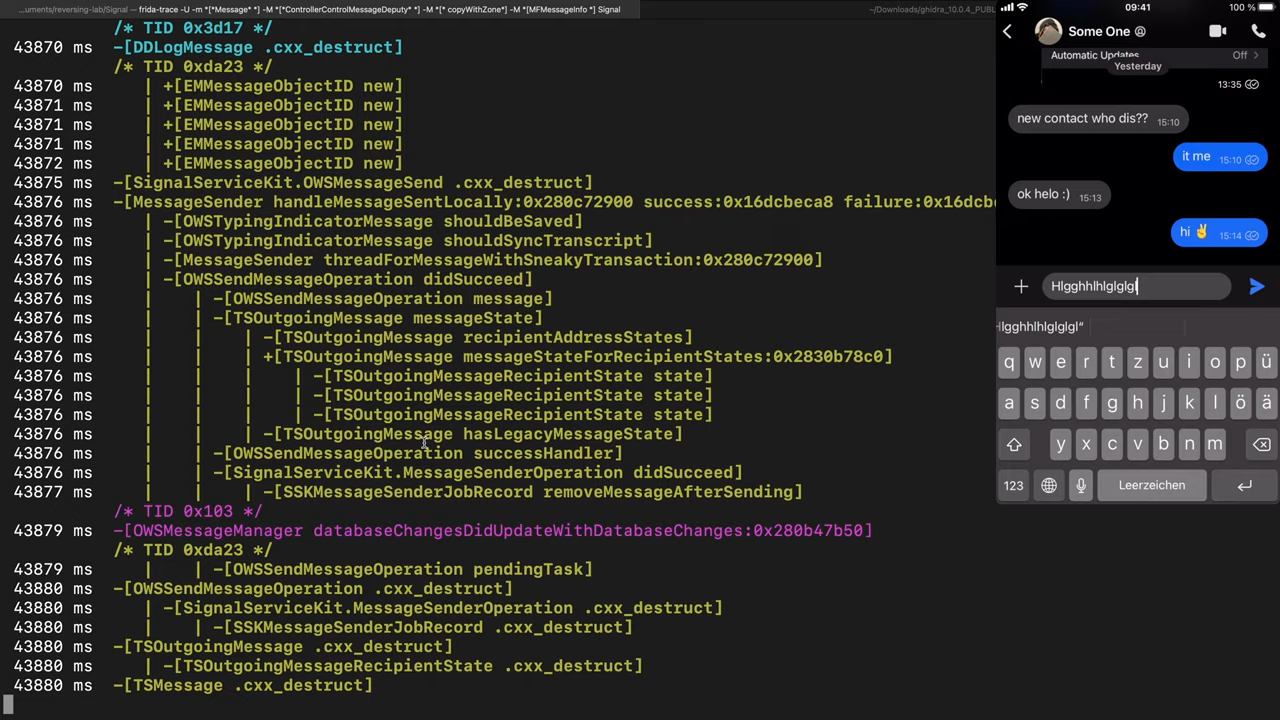 ...uments/reversing-lab/Signal — frida-trace -U -m *[*Message* *] -M *[*ControllerControlMessageDeputy* *] -M *[* copyWithZone*] -M *[*MFMessageInfo *] Signal
~/Downloads/ghidra_10.0.4_PUBL
/* TID 0x3d17 */
43870 ms -[DDLogMessage .cxx_destruct]
/* TID 0xda23 */
43870 ms | +[EMMessageObjectID new]
43871 ms | +[EMMessageObjectID new]
43871 ms | +[EMMessageObjectID new]
43871 ms | +[EMMessageObjectID new]
43872 ms | +[EMMessageObjectID new]
43875 ms -[SignalServiceKit.OWSMessageSend .cxx_destruct]
43876 ms -[MessageSender handleMessageSentLocally:0x280c72900 success:0x16dcbeca8 failure:0x16dcbe
43876 ms | -[OWSTypingIndicatorMessage shouldBeSaved]
43876 ms | -[OWSTypingIndicatorMessage shouldSyncTranscript]
43876 ms | -[MessageSender threadForMessageWithSneakyTransaction:0x280c72900]
43876 ms | -[OWSSendMessageOperation didSucceed]
43876 ms | | -[OWSSendMessageOperation message]
43876 ms | | -[TSOutgoingMessage messageState]
43876 ms | | | -[TSOutgoingMessage recipientAddressStates]
43876 ms | | | +[TSOutgoingMessage messageStateForRecipientStates:0x2830b78c0]
43876 ms | | | | -[TSOutgoingMessageRecipientState state]
43876 ms | | | | -[TSOutgoingMessageRecipientState state]
43876 ms | | | | -[TSOutgoingMessageRecipientState state]
43876 ms | | | -[TSOutgoingMessage hasLegacyMessageState]
43876 ms | | -[OWSSendMessageOperation successHandler]
43876 ms | | -[SignalServiceKit.MessageSenderOperation didSucceed]
43877 ms | | | -[SSKMessageSenderJobRecord removeMessageAfterSending]
/* TID 0x103 */
43879 ms -[OWSMessageManager databaseChangesDidUpdateWithDatabaseChanges:0x280b47b50]
/* TID 0xda23 */
43879 ms | | -[OWSSendMessageOperation pendingTask]
43880 ms -[OWSSendMessageOperation .cxx_destruct]
43880 ms | -[SignalServiceKit.MessageSenderOperation .cxx_destruct]
43880 ms | | -[SSKMessageSenderJobRecord .cxx_destruct]
43880 ms -[TSOutgoingMessage .cxx_destruct]
43880 ms | -[TSOutgoingMessageRecipientState .cxx_destruct]
43880 ms -[TSMessage .cxx_destruct]
09:41 100 %
Some One
Automatic Updates Off >
Yesterday
13:35
new contact who dis?? 15:10
it me 15:10
ok helo :) 15:13
hi ✌️ 15:14
Hlgghhlhlglglgl
Hlgghhlhlglglgl“
q w e r t z u i o p ü
a s d f g h j k l ö ä
y x c v b n m
123 Leerzeichen